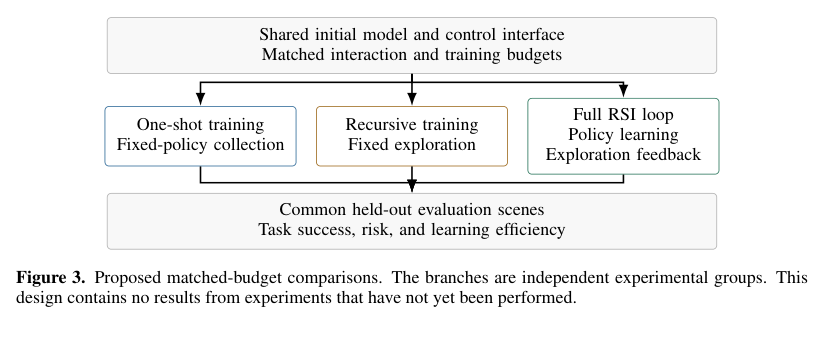 Shared initial model and control interface
Matched interaction and training budgets
One-shot training
Fixed-policy collection
Recursive training
Fixed exploration
Full RSI loop
Policy learning
Exploration feedback
Common held-out evaluation scenes
Task success, risk, and learning efficiency
Figure 3. Proposed matched-budget comparisons. The branches are independent experimental groups. This
design contains no results from experiments that have not yet been performed.